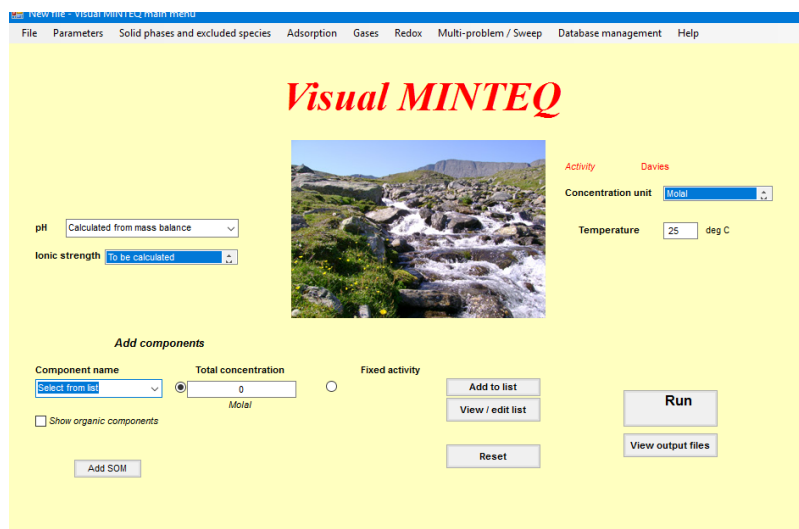 New file - Visual MINTEQ main menu
File Parameters Solid phases and excluded species Adsorption Gases Redox Multi-problem / Sweep Database management Help
Visual MINTEQ
Activity Davies
Concentration unit Molal
pH Calculated from mass balance
Temperature 25 deg C
Ionic strength To be calculated
Add components
Component name Total concentration Fixed activity
Select from list 0
Molal
Show organic components
Add to list
View / edit list
Run
Reset
View output files
Add SOM